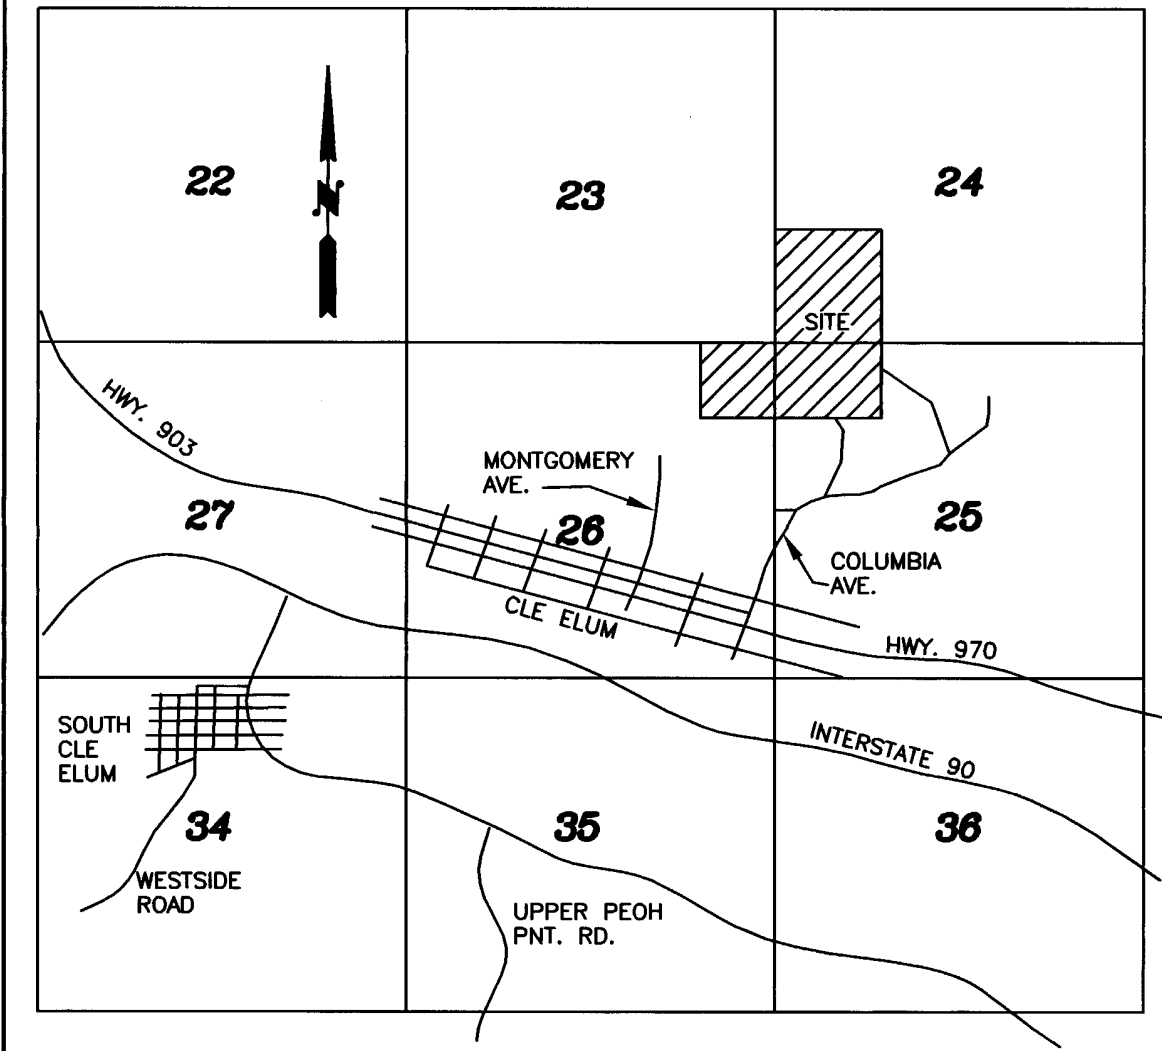 22
N
23
24
SITE
HWY. 903
MONTGOMERY
AVE.
27
26
25
COLUMBIA
AVE.
CLE ELUM
HWY. 970
SOUTH
CLE
ELUM
INTERSTATE 90
34
35
36
WESTSIDE
ROAD
UPPER PEOH
PNT. RD.